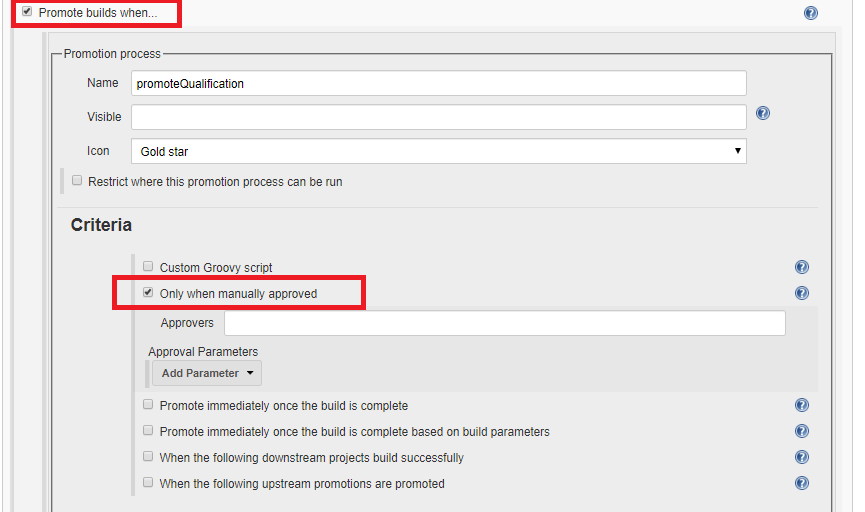 Promote builds when...
Promotion process
Name promoteQualification
Visible
Icon Gold star
Restrict where this promotion process can be run
Criteria
Custom Groovy script
Only when manually approved
Approvers
Approval Parameters
Add Parameter
Promote immediately once the build is complete
Promote immediately once the build is complete based on build parameters
When the following downstream projects build successfully
When the following upstream promotions are promoted